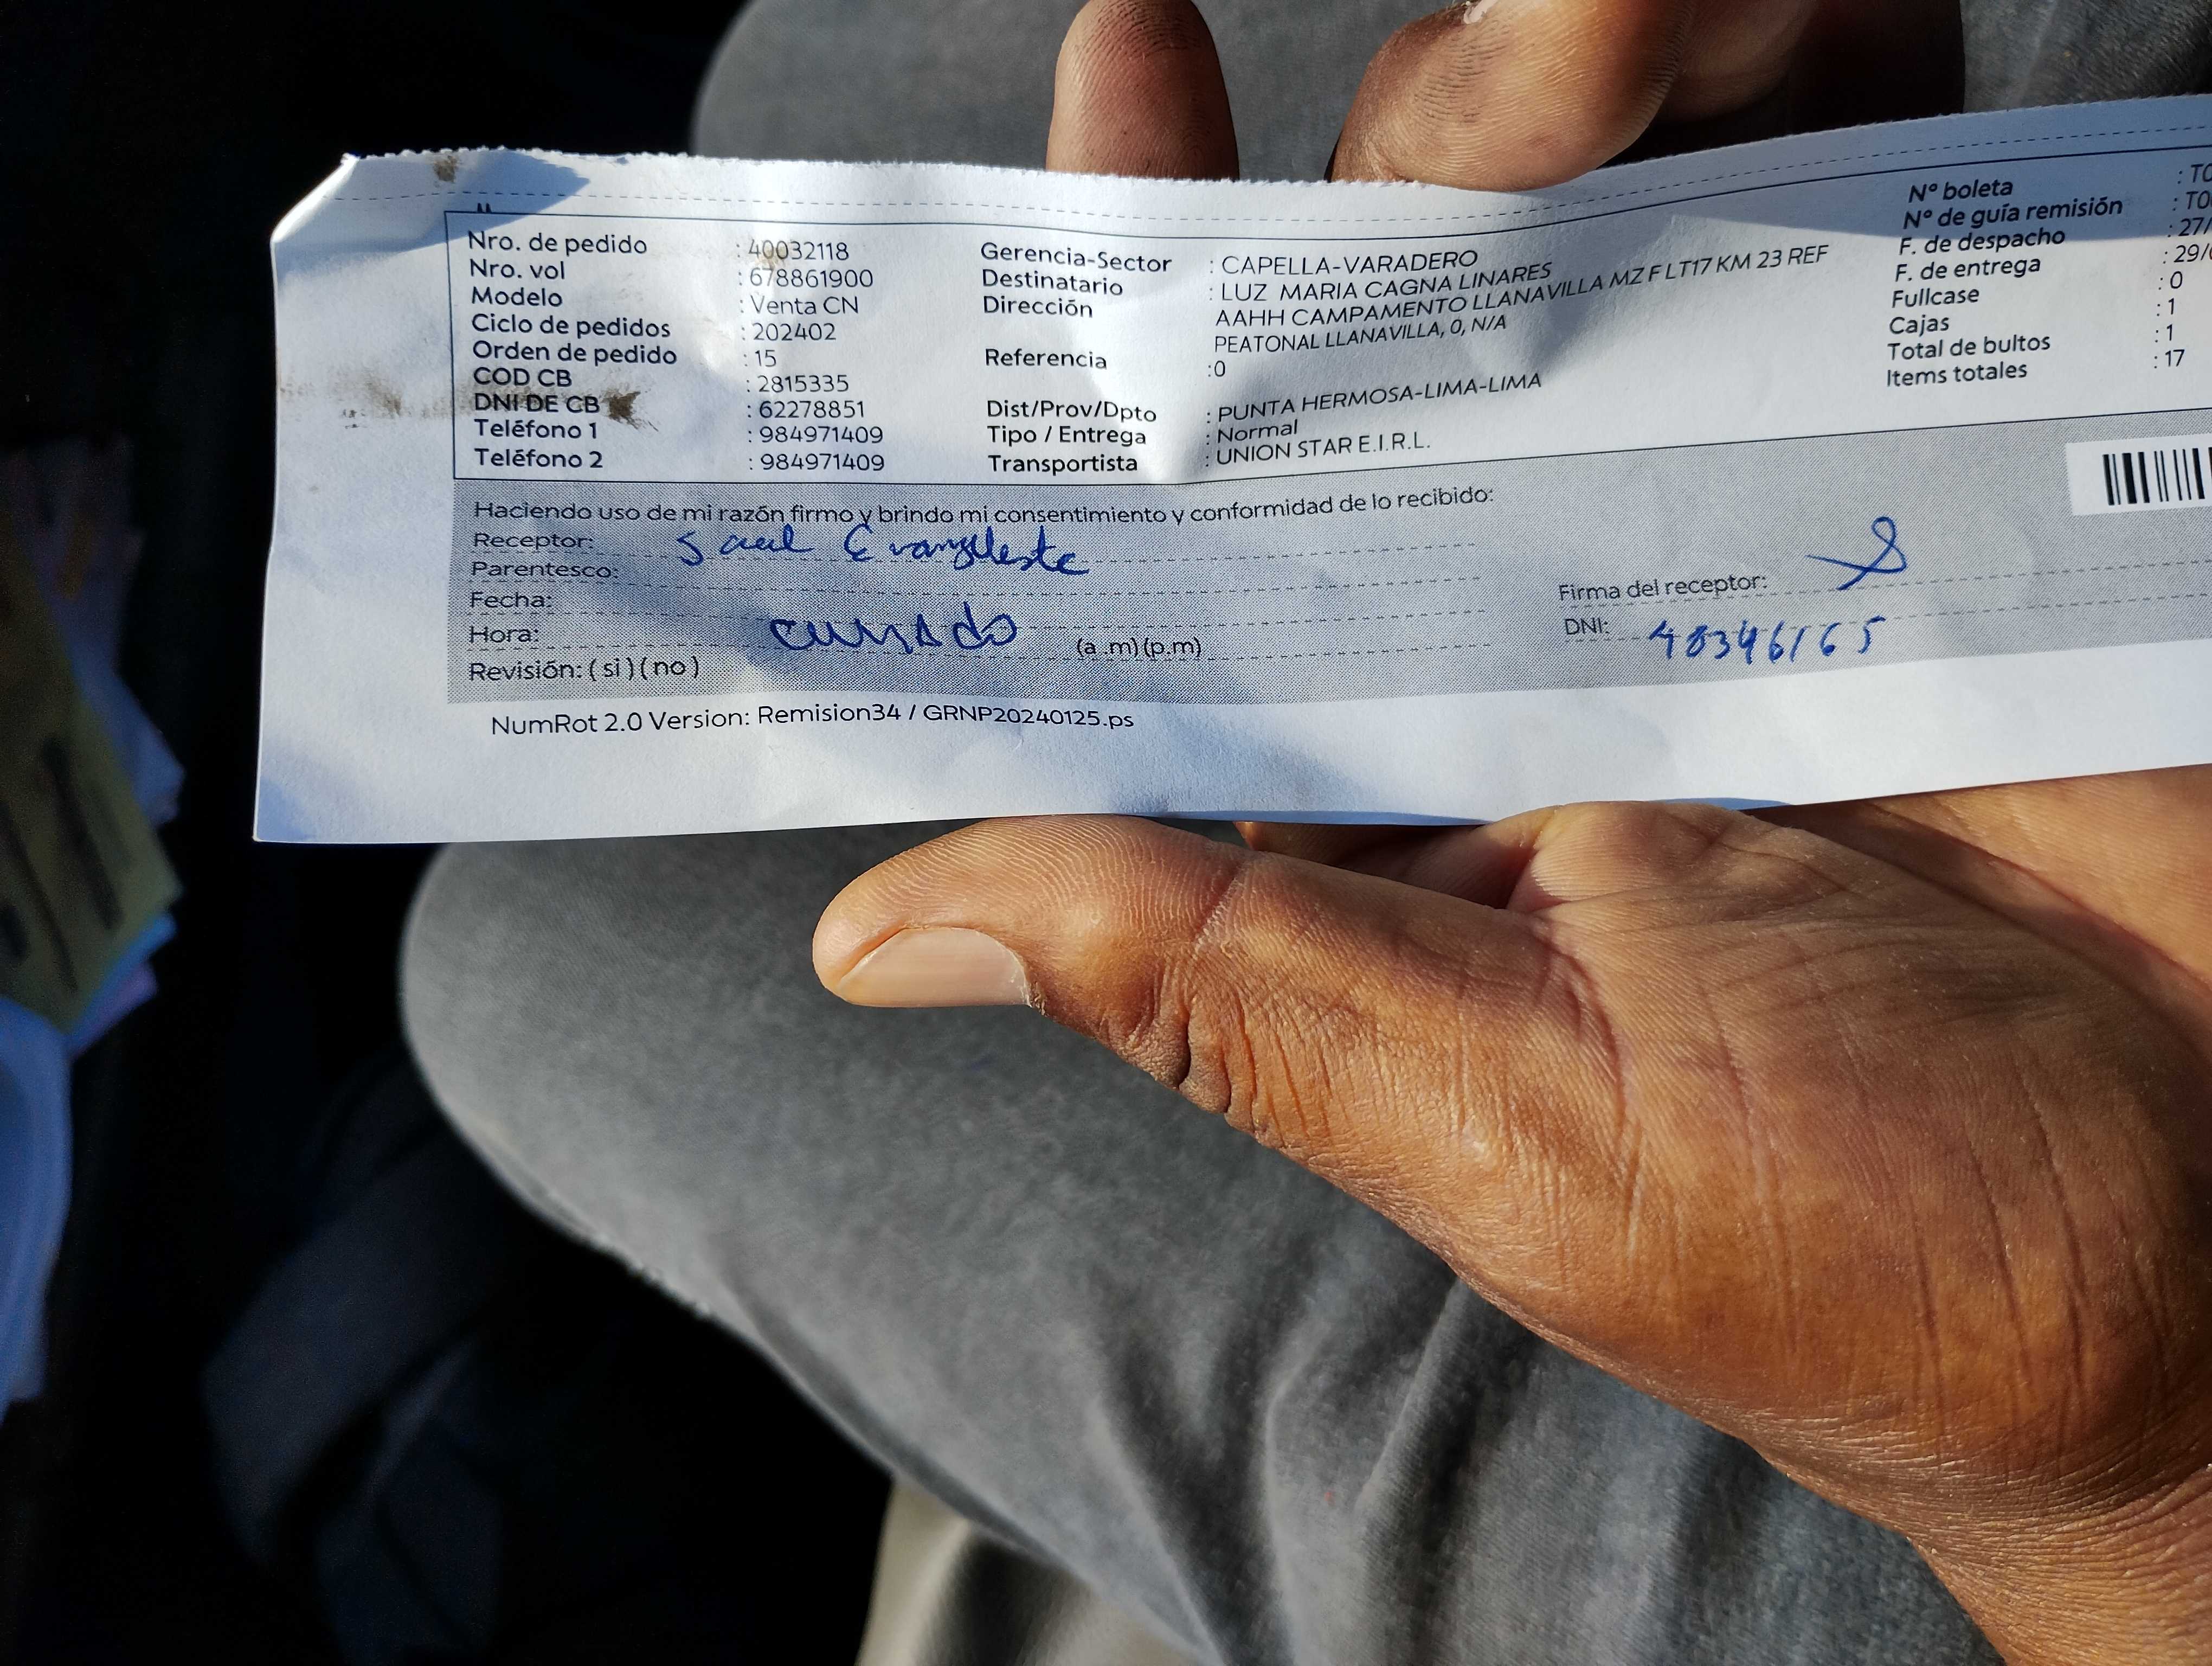 Nro. de pedido : 40032118
Nro. vol : 678861900
Modelo : Venta CN
Ciclo de pedidos : 202402
Orden de pedido : 15
COD CB : 2815335
DNI DE CB : 62278851
Teléfono 1 : 984971409
Teléfono 2 : 984971409
Gerencia-Sector : CAPELLA-VARADERO
Destinatario : LUZ MARIA CAGNA LINARES
Dirección AAHH CAMPAMENTO LLANAVILLA MZ F LT17 KM 23 REF
PEATONAL LLANAVILLA, 0, N/A
Referencia :0
Dist/Prov/Dpto : PUNTA HERMOSA-LIMA-LIMA
Tipo / Entrega : Normal
Transportista : UNION STAR E.I.R.L.
N° boleta : TO
N° de guía remisión : TO
F. de despacho : 27/
F. de entrega : 29/
Fullcase : 0
Cajas : 1
Total de bultos : 1
Items totales : 17
Haciendo uso de mi razón firmo y brindo mi consentimiento y conformidad de lo recibido:
Receptor: Saul Evangeleste
Parentesco:
Fecha:
Hora: cuñado (a.m)(p.m)
Revisión: (si)(no)
Firma del receptor:
DNI: 48346165
NumRot 2.0 Version: Remision34 / GRNP20240125.ps